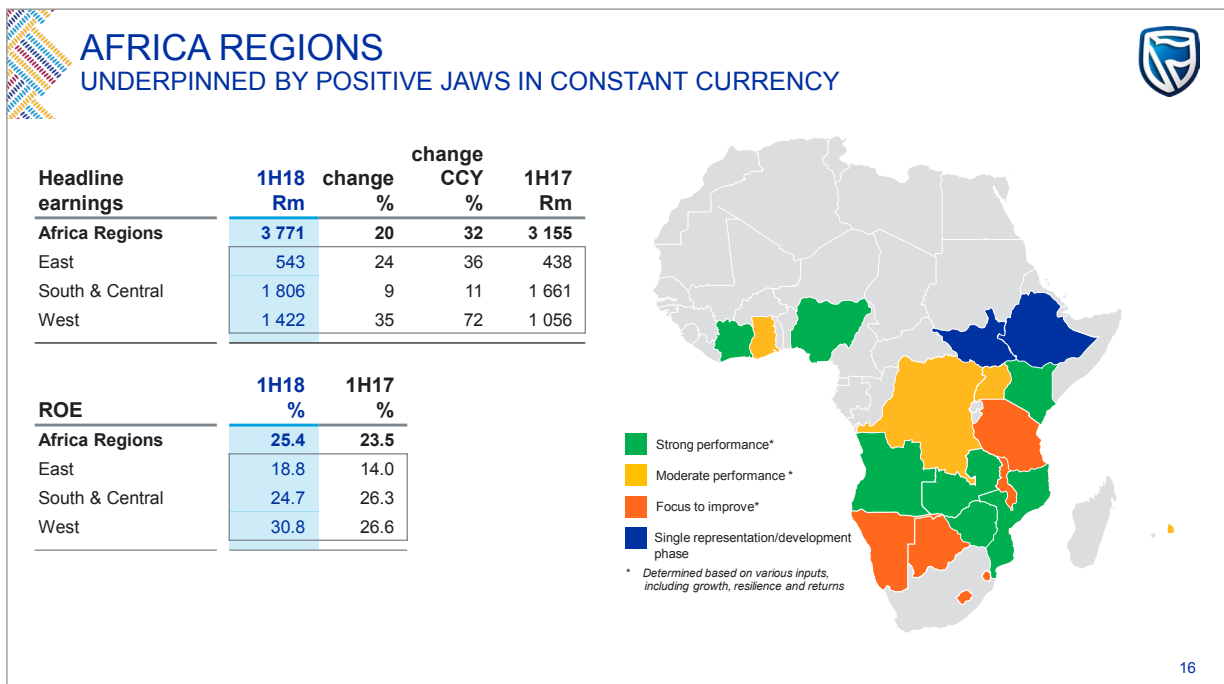 AFRICA REGIONS
UNDERPINNED BY POSITIVE JAWS IN CONSTANT CURRENCY
change
Headline 1H18 change CCY 1H17
earnings Rm % % Rm
Africa Regions 3 771 20 32 3 155
East 543 24 36 438
South & Central 1 806 9 11 1 661
West 1 422 35 72 1 056
1H18 1H17
ROE % %
Africa Regions 25.4 23.5
East 18.8 14.0
South & Central 24.7 26.3
West 30.8 26.6
Strong performance*
Moderate performance *
Focus to improve*
Single representation/development
phase
* Determined based on various inputs,
including growth, resilience and returns
16